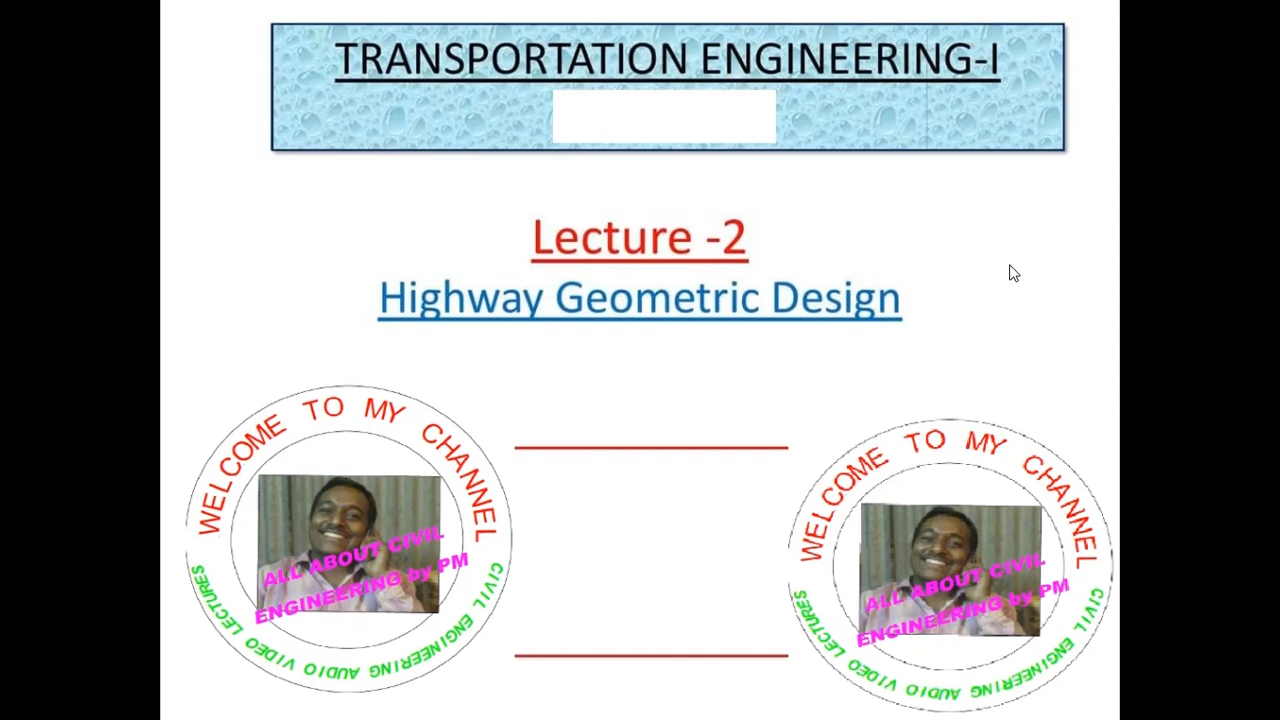 TRANSPORTATION ENGINEERING-I
Lecture -2
Highway Geometric Design
WELCOME TO MY CHANNEL
ALL ABOUT CIVIL
ENGINEERING by PM
CIVIL ENGINEERING AUDIO VIDEO LECTURES
WELCOME TO MY CHANNEL
ALL ABOUT CIVIL
ENGINEERING by PM
CIVIL ENGINEERING AUDIO VIDEO LECTURES